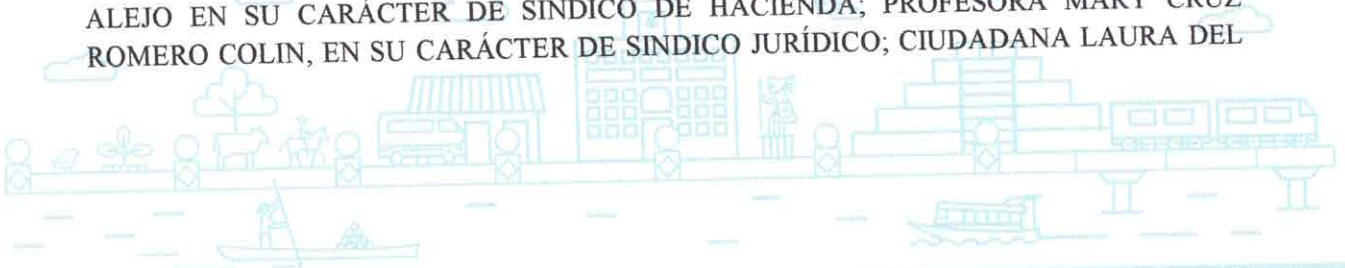 ALEJO EN SU CARÁCTER DE SINDICO DE HACIENDA; PROFESORA MARY CRUZ
ROMERO COLIN, EN SU CARÁCTER DE SINDICO JURÍDICO; CIUDADANA LAURA DEL